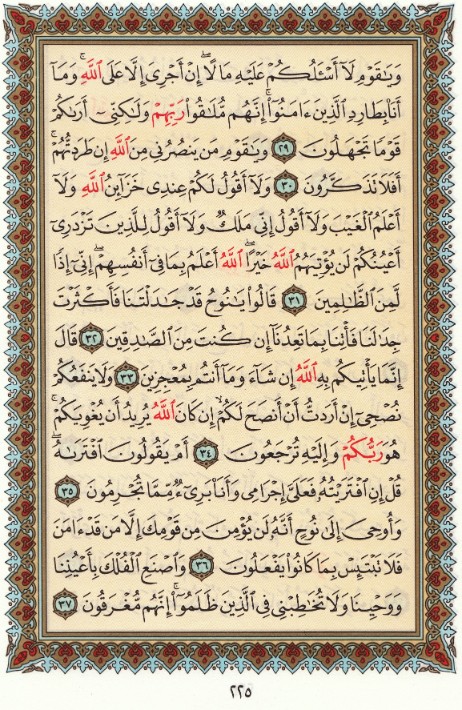 وَيَٰقَوْمِ لَآ أَسْـَٔلُكُمْ عَلَيْهِ مَالًا ۖ إِنْ أَجْرِىَ إِلَّا عَلَى ٱللَّهِ ۚ وَمَآ
أَنَا۠ بِطَارِدِ ٱلَّذِينَ ءَامَنُوٓا۟ ۚ إِنَّهُم مُّلَٰقُوا۟ رَبِّهِمْ وَلَٰكِنِّىٓ أَرَىٰكُمْ
قَوْمًا تَجْهَلُونَ ٢٩ وَيَٰقَوْمِ مَن يَنصُرُنِى مِنَ ٱللَّهِ إِن طَرَدتُّهُمْ ۚ
أَفَلَا تَذَكَّرُونَ ٣٠ وَلَآ أَقُولُ لَكُمْ عِندِى خَزَآئِنُ ٱللَّهِ وَلَآ
أَعْلَمُ ٱلْغَيْبَ وَلَآ أَقُولُ إِنِّى مَلَكٌ وَلَآ أَقُولُ لِلَّذِينَ تَزْدَرِىٓ
أَعْيُنُكُمْ لَن يُؤْتِيَهُمُ ٱللَّهُ خَيْرًا ۖ ٱللَّهُ أَعْلَمُ بِمَا فِىٓ أَنفُسِهِمْ ۖ إِنِّىٓ إِذًا
لَّمِنَ ٱلظَّٰلِمِينَ ٣١ قَالُوا۟ يَٰنُوحُ قَدْ جَٰدَلْتَنَا فَأَكْثَرْتَ
جِدَٰلَنَا فَأْتِنَا بِمَا تَعِدُنَآ إِن كُنتَ مِنَ ٱلصَّٰدِقِينَ ٣٢ قَالَ
إِنَّمَا يَأْتِيكُم بِهِ ٱللَّهُ إِن شَآءَ وَمَآ أَنتُم بِمُعْجِزِينَ ٣٣ وَلَا يَنفَعُكُمْ
نُصْحِىٓ إِنْ أَرَدتُّ أَنْ أَنصَحَ لَكُمْ إِن كَانَ ٱللَّهُ يُرِيدُ أَن يُغْوِيَكُمْ ۚ
هُوَ رَبُّكُمْ وَإِلَيْهِ تُرْجَعُونَ ٣٤ أَمْ يَقُولُونَ ٱفْتَرَىٰهُ ۖ
قُلْ إِنِ ٱفْتَرَيْتُهُۥ فَعَلَىَّ إِجْرَامِى وَأَنَا۠ بَرِىٓءٌ مِّمَّا تُجْرِمُونَ ٣٥
وَأُوحِىَ إِلَىٰ نُوحٍ أَنَّهُۥ لَن يُؤْمِنَ مِن قَوْمِكَ إِلَّا مَن قَدْ ءَامَنَ
فَلَا تَبْتَئِسْ بِمَا كَانُوا۟ يَفْعَلُونَ ٣٦ وَٱصْنَعِ ٱلْفُلْكَ بِأَعْيُنِنَا
وَوَحْيِنَا وَلَا تُخَٰطِبْنِى فِى ٱلَّذِينَ ظَلَمُوٓا۟ ۚ إِنَّهُم مُّغْرَقُونَ ٣٧
٢٢٥